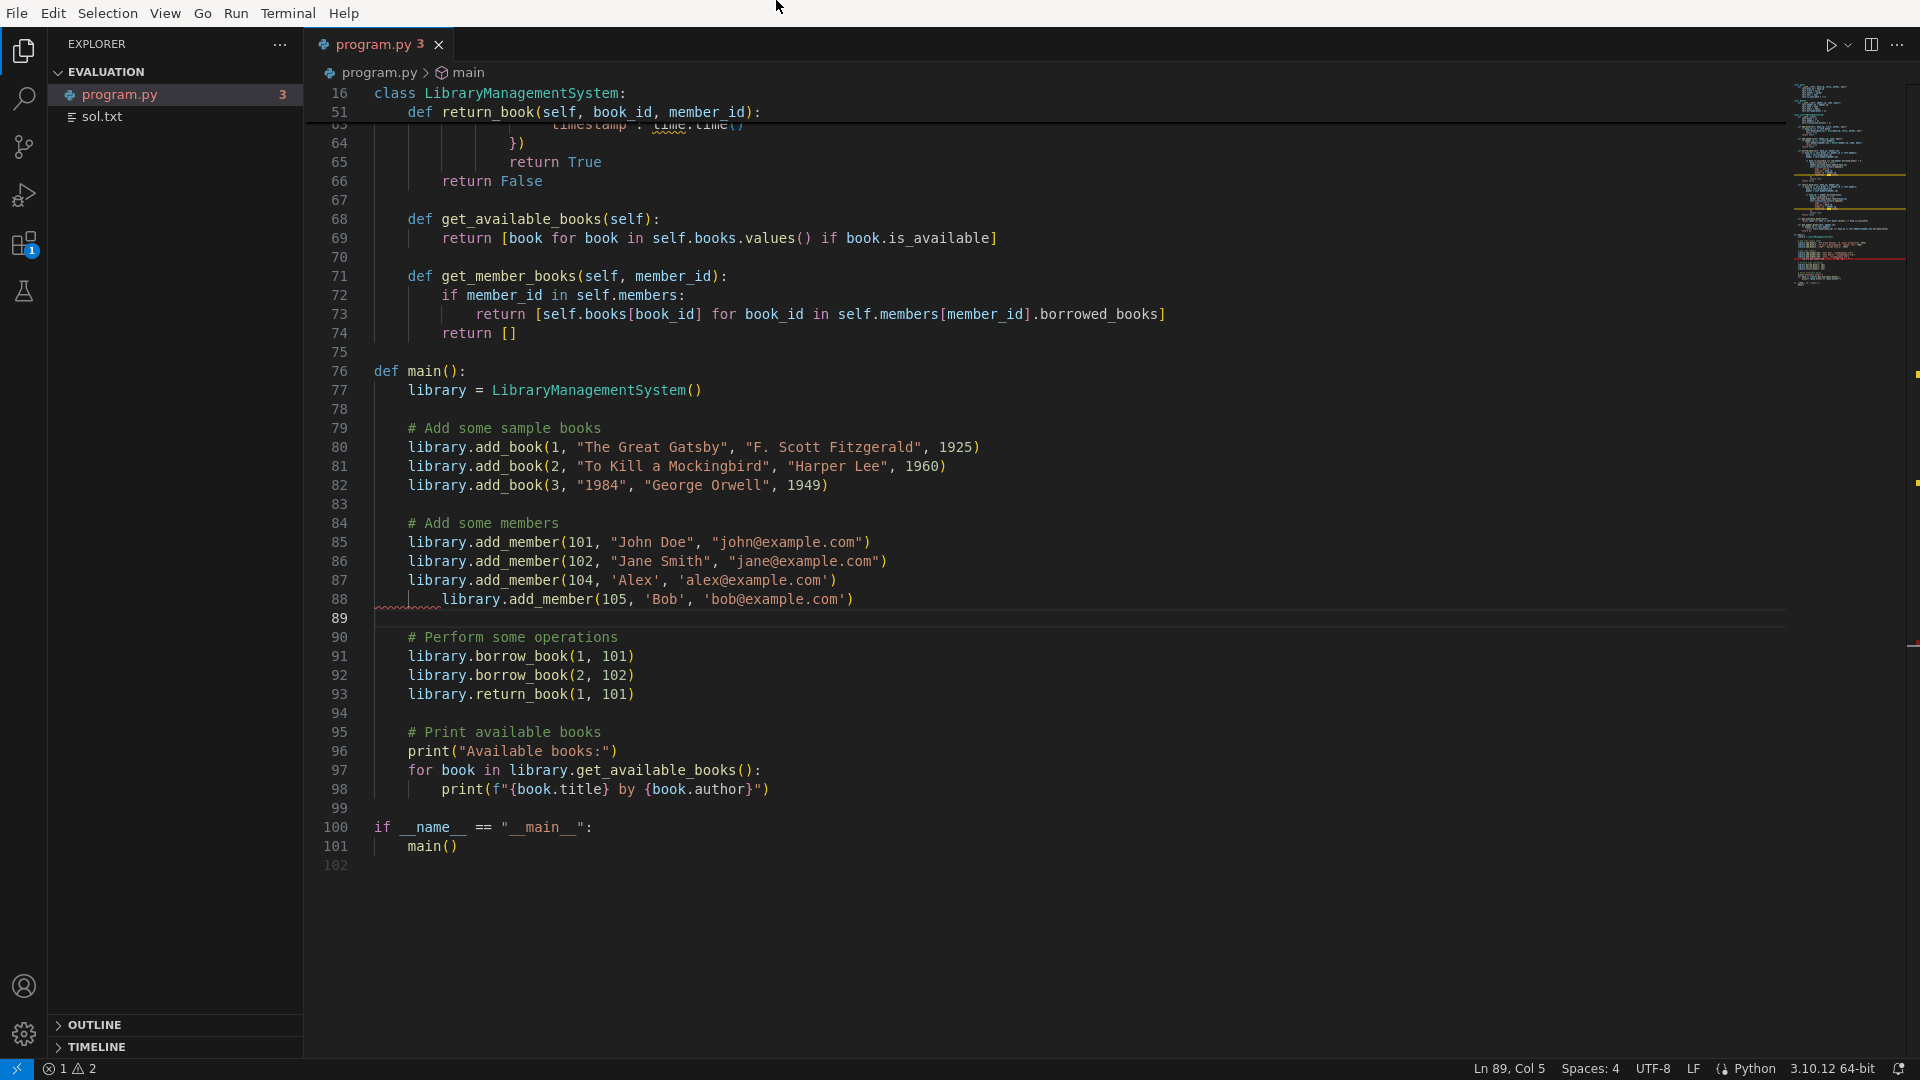 File Edit Selection View Go Run Terminal Help
EXPLORER
EVALUATION
program.py 3
sol.txt
OUTLINE
TIMELINE
program.py 3
program.py main
16 class LibraryManagementSystem:
51 def return_book(self, book_id, member_id):
63 "timestamp": time.time()
64 })
65 return True
66 return False
67
68 def get_available_books(self):
69 return [book for book in self.books.values() if book.is_available]
70
71 def get_member_books(self, member_id):
72 if member_id in self.members:
73 return [self.books[book_id] for book_id in self.members[member_id].borrowed_books]
74 return []
75
76 def main():
77 library = LibraryManagementSystem()
78
79 # Add some sample books
80 library.add_book(1, "The Great Gatsby", "F. Scott Fitzgerald", 1925)
81 library.add_book(2, "To Kill a Mockingbird", "Harper Lee", 1960)
82 library.add_book(3, "1984", "George Orwell", 1949)
83
84 # Add some members
85 library.add_member(101, "John Doe", "john@example.com")
86 library.add_member(102, "Jane Smith", "jane@example.com")
87 library.add_member(104, 'Alex', 'alex@example.com')
88 library.add_member(105, 'Bob', 'bob@example.com')
89
90 # Perform some operations
91 library.borrow_book(1, 101)
92 library.borrow_book(2, 102)
93 library.return_book(1, 101)
94
95 # Print available books
96 print("Available books:")
97 for book in library.get_available_books():
98 print(f"{book.title} by {book.author}")
99
100 if __name__ == "__main__":
101 main()
102
1
1 2
Ln 89, Col 5 Spaces: 4 UTF-8 LF Python 3.10.12 64-bit